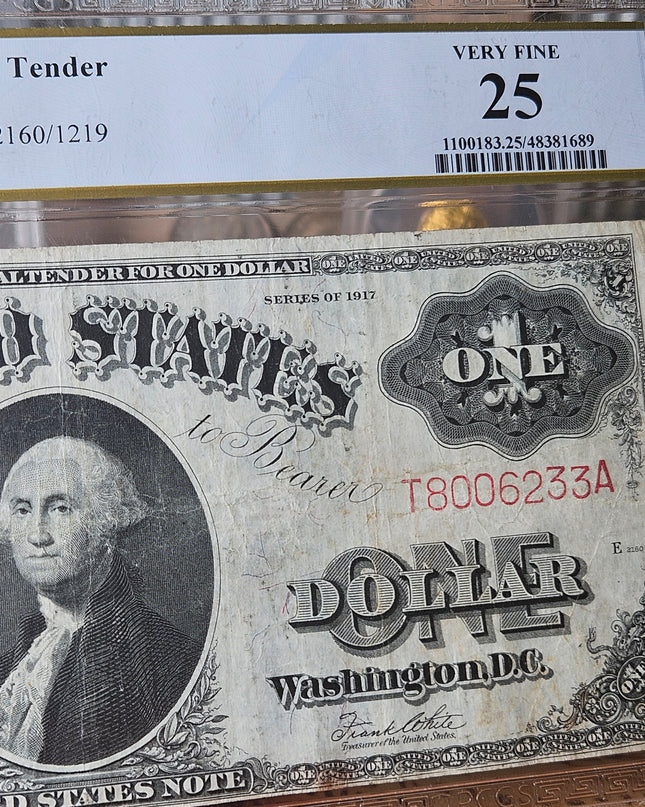 Tender
VERY FINE
25
2160/1219
1100183.25/48381689
AL TENDER FOR ONE DOLLAR
SERIES OF 1917
D STATES
ONE
1
to Bearer
T8006233A
E 2160
ONE
DOLLAR
Washington, D.C.
Frank White
Treasurer of the United States.
D STATES NOTE